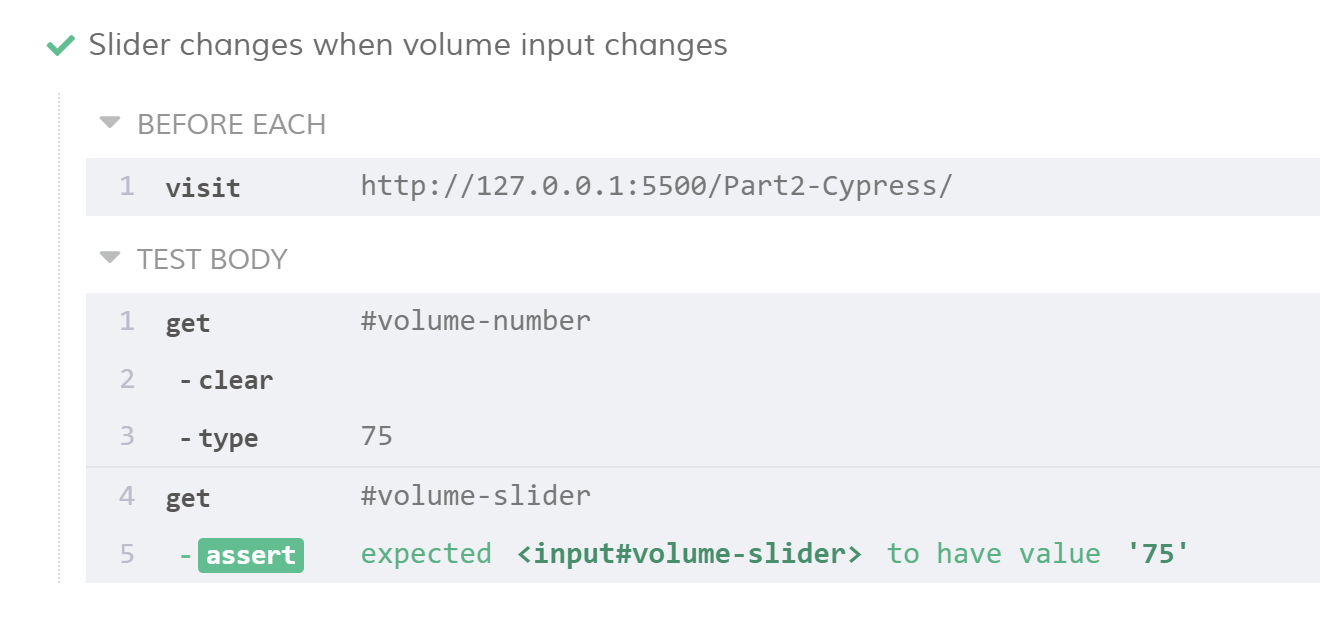 Slider changes when volume input changes
BEFORE EACH
1 visit http://127.0.0.1:5500/Part2-Cypress/
TEST BODY
1 get #volume-number
2 -clear
3 -type 75
4 get #volume-slider
5 -assert expected <input#volume-slider> to have value '75'